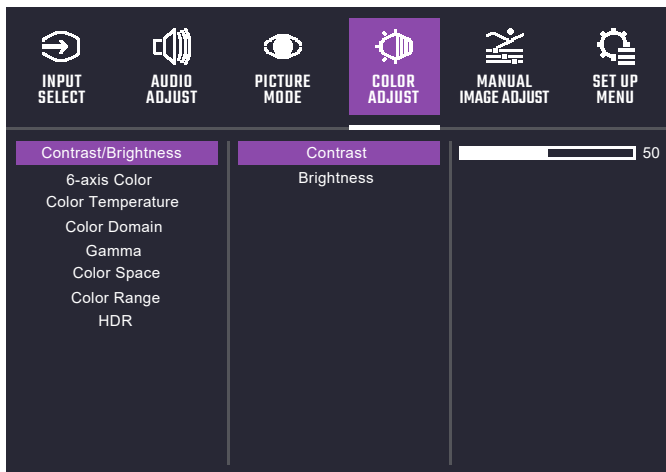 INPUT
SELECT
AUDIO
ADJUST
PICTURE
MODE
COLOR
ADJUST
MANUAL
IMAGE ADJUST
SET UP
MENU
Contrast/Brightness
6-axis Color
Color Temperature
Color Domain
Gamma
Color Space
Color Range
HDR
Contrast
Brightness
50